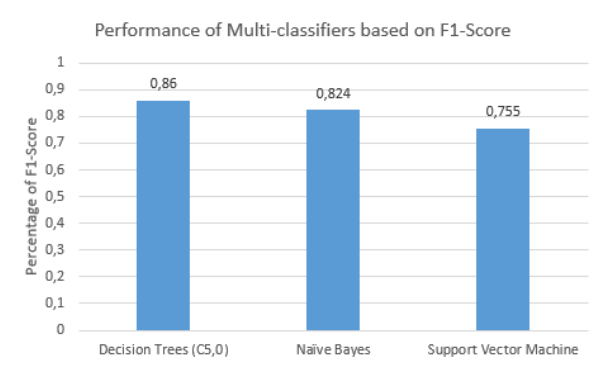 Performance of Multi-classifiers based on F1-Score
Percentage of F1-Score
1
0,9
0,8
0,7
0,6
0,5
0,4
0,3
0,2
0,1
0
0,86
0,824
0,755
Decision Trees (C5,0)
Naïve Bayes
Support Vector Machine